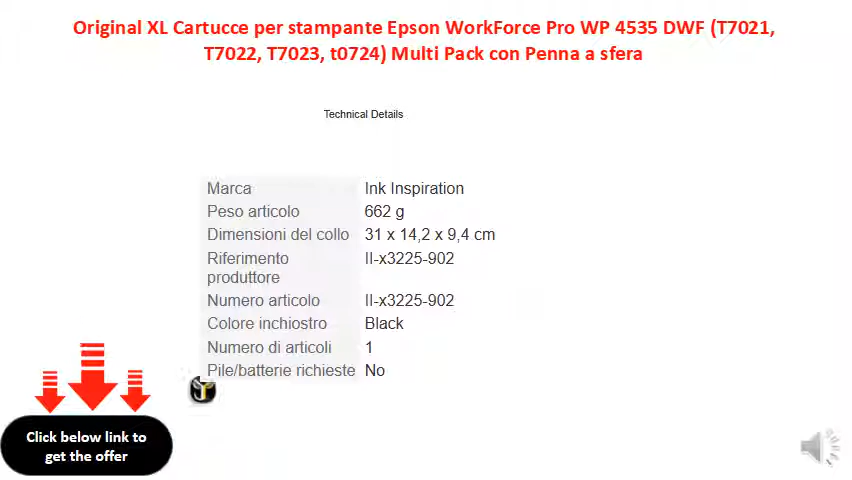 Original XL Cartucce per stampante Epson WorkForce Pro WP 4535 DWF (T7021,
T7022, T7023, t0724) Multi Pack con Penna a sfera
Technical Details
Marca Ink Inspiration
Peso articolo 662 g
Dimensioni del collo 31 x 14,2 x 9,4 cm
Riferimento II-x3225-902
produttore
Numero articolo II-x3225-902
Colore inchiostro Black
Numero di articoli 1
Pile/batterie richieste No
Click below link to
get the offer